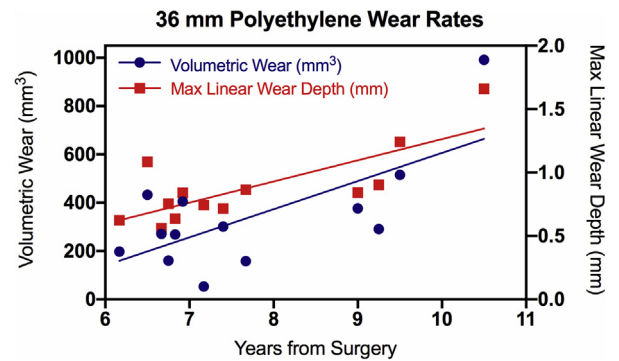 36 mm Polyethylene Wear Rates
Volumetric Wear (mm³)
Max Linear Wear Depth (mm)
Volumetric Wear (mm³)
1000
800
600
400
200
0
2.0
1.5
1.0
0.5
0.0
Max Linear Wear Depth (mm)
6 7 8 9 10 11
Years from Surgery